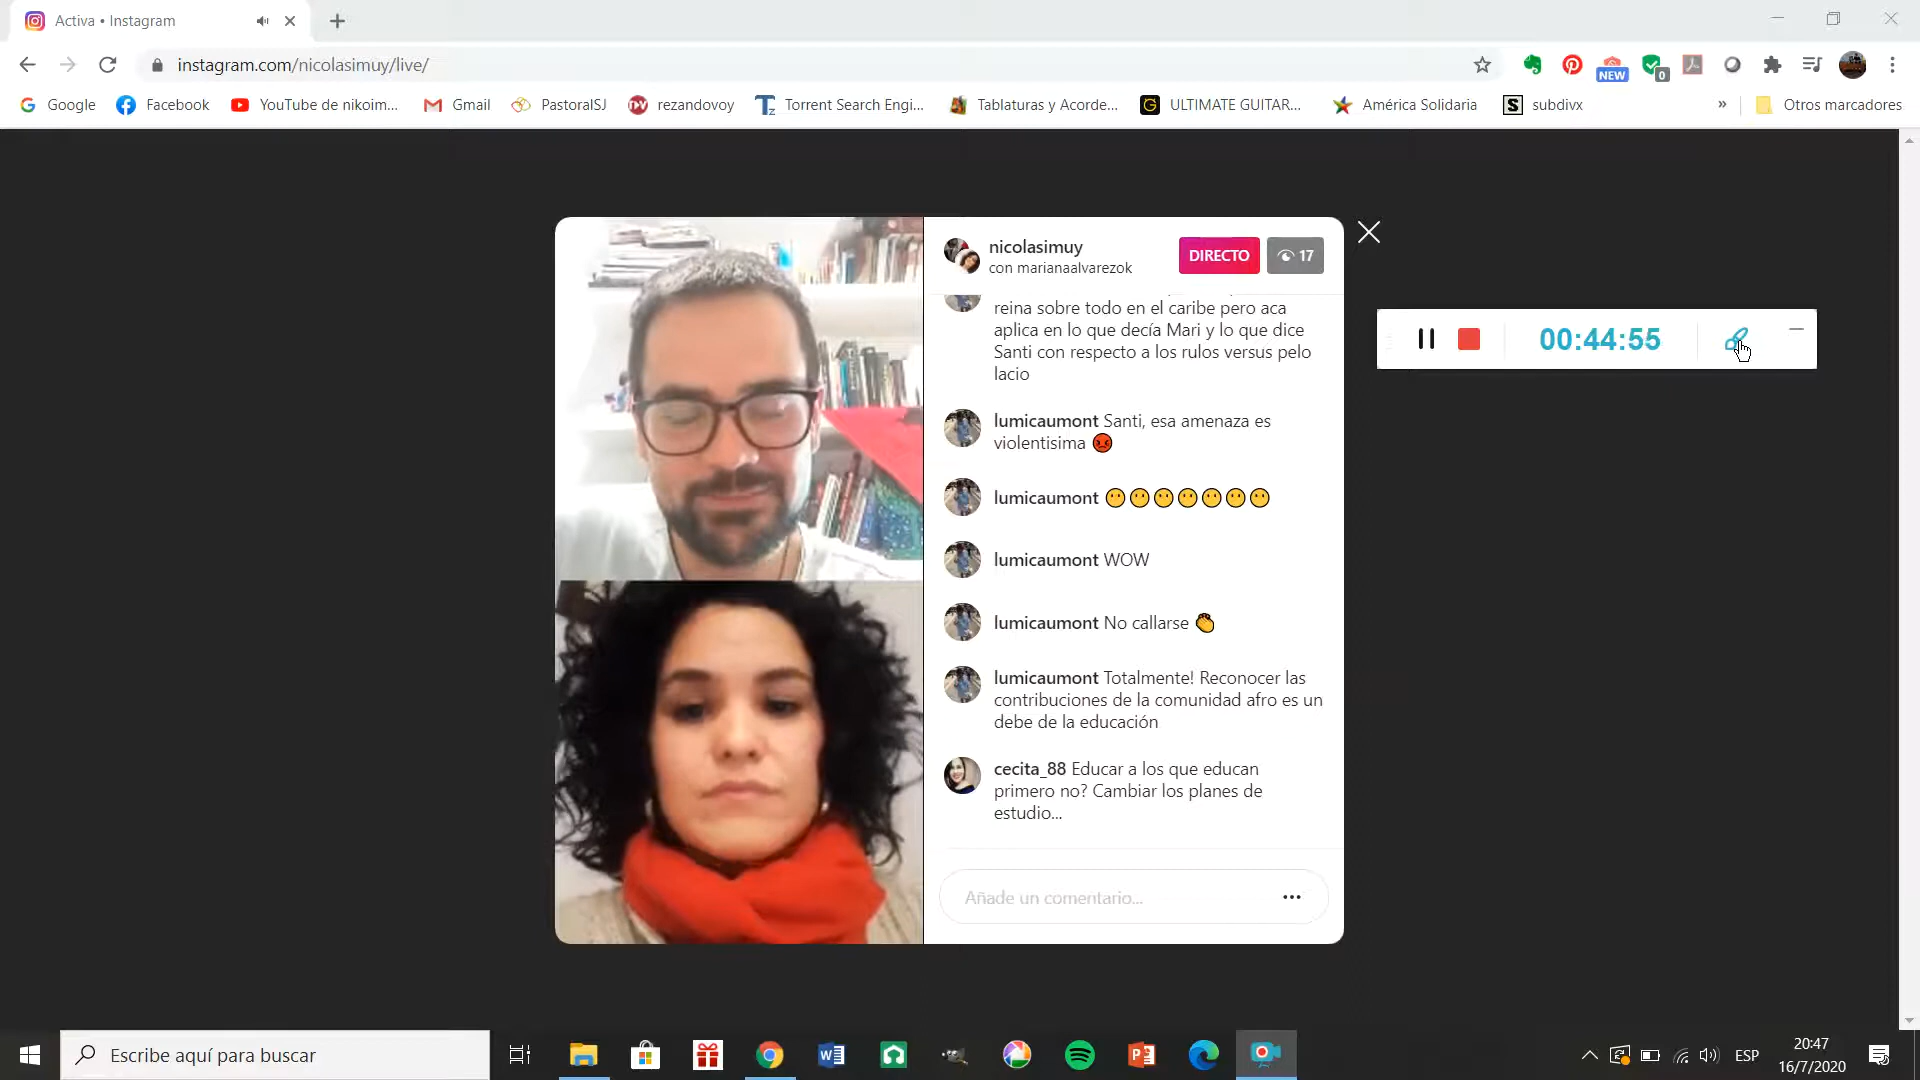 Activa • Instagram
instagram.com/nicolasimuy/live/
NEW
0
Google
Facebook
YouTube de nikoim...
Gmail
PastoralSJ
rezandovoy
Torrent Search Engi...
Tablaturas y Acorde...
ULTIMATE GUITAR...
América Solidaria
subdivx
»
Otros marcadores
nicolasimuy
con marianaalvarezok
DIRECTO
17
reina sobre todo en el caribe pero aca
aplica en lo que decía Mari y lo que dice
Santi con respecto a los rulos versus pelo
lacio
lumicaumont Santi, esa amenaza es
violentisima 😡
lumicaumont 😶😶😶😶😶😶😶
lumicaumont WOW
lumicaumont No callarse 👏
lumicaumont Totalmente! Reconocer las
contribuciones de la comunidad afro es un
debe de la educación
cecita_88 Educar a los que educan
primero no? Cambiar los planes de
estudio...
Añade un comentario...
00:44:55
Escribe aquí para buscar
ESP
20:47
16/7/2020